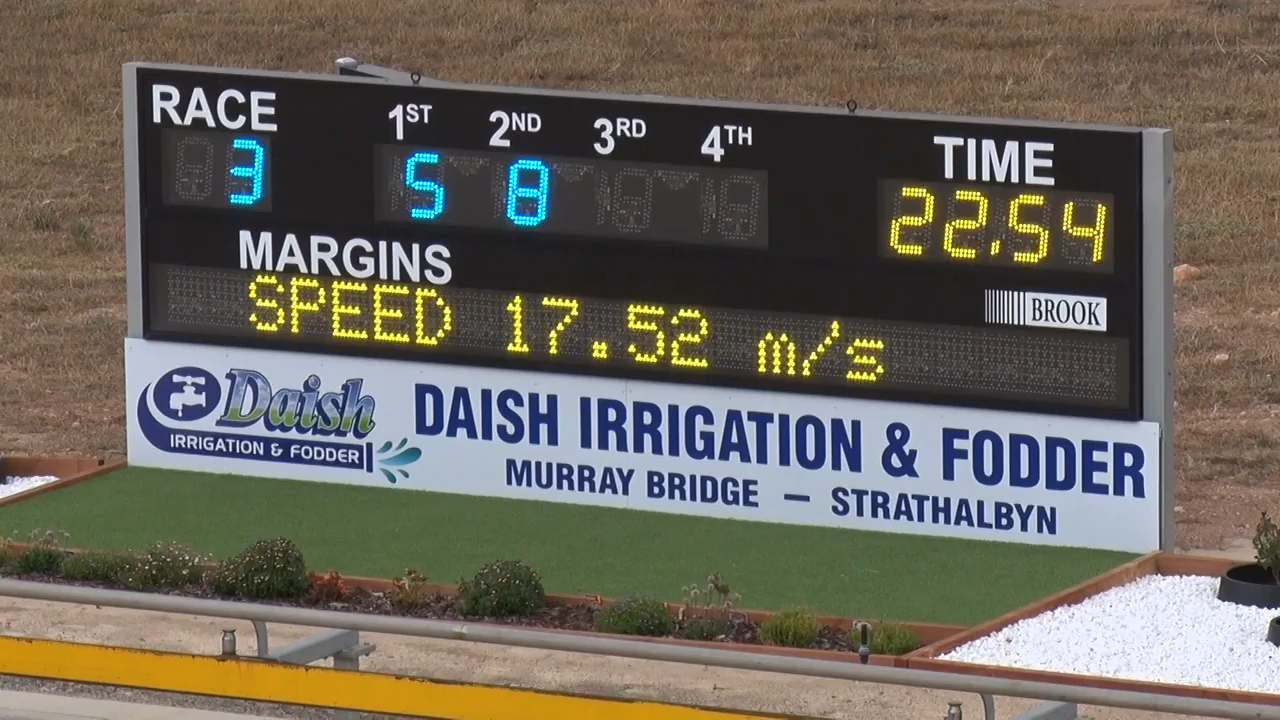 RACE 1ST 2ND 3RD 4TH TIME
3 5 8 22.54
MARGINS
SPEED 17.52 m/s
BROOK
Daish
IRRIGATION & FODDER
DAISH IRRIGATION & FODDER
MURRAY BRIDGE — STRATHALBYN